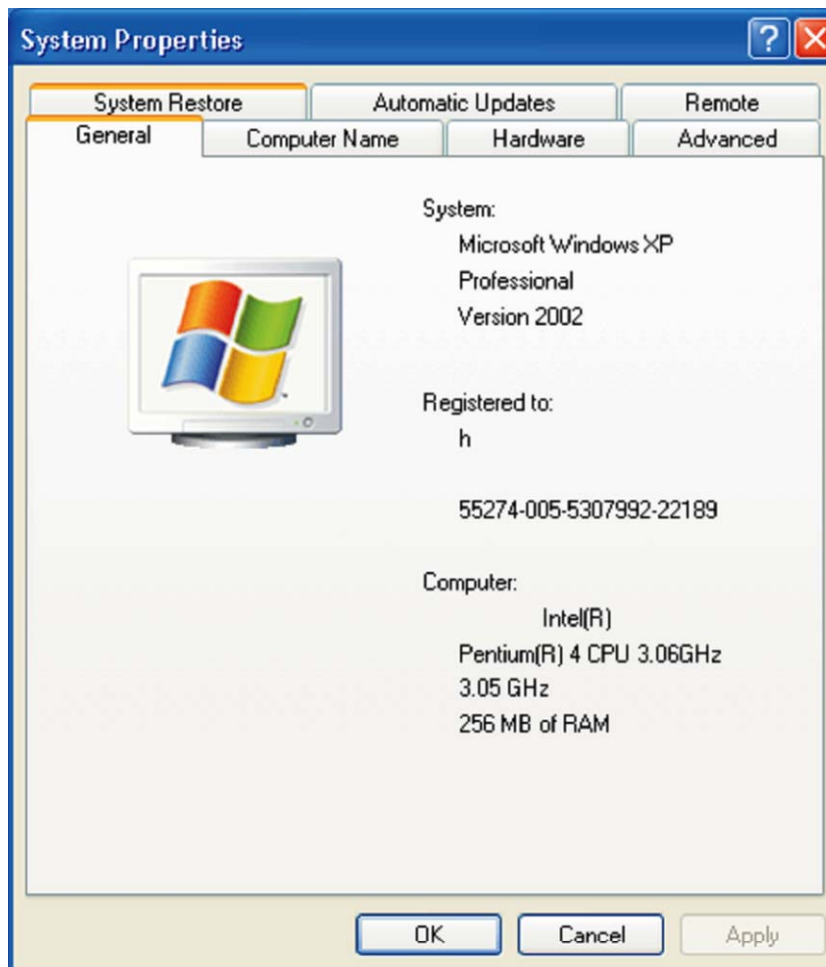 System Properties
System Restore Automatic Updates Remote
General Computer Name Hardware Advanced
System:
Microsoft Windows XP
Professional
Version 2002
Registered to:
h
55274-005-5307992-22189
Computer:
Intel(R)
Pentium(R) 4 CPU 3.06GHz
3.05 GHz
256 MB of RAM
OK Cancel Apply